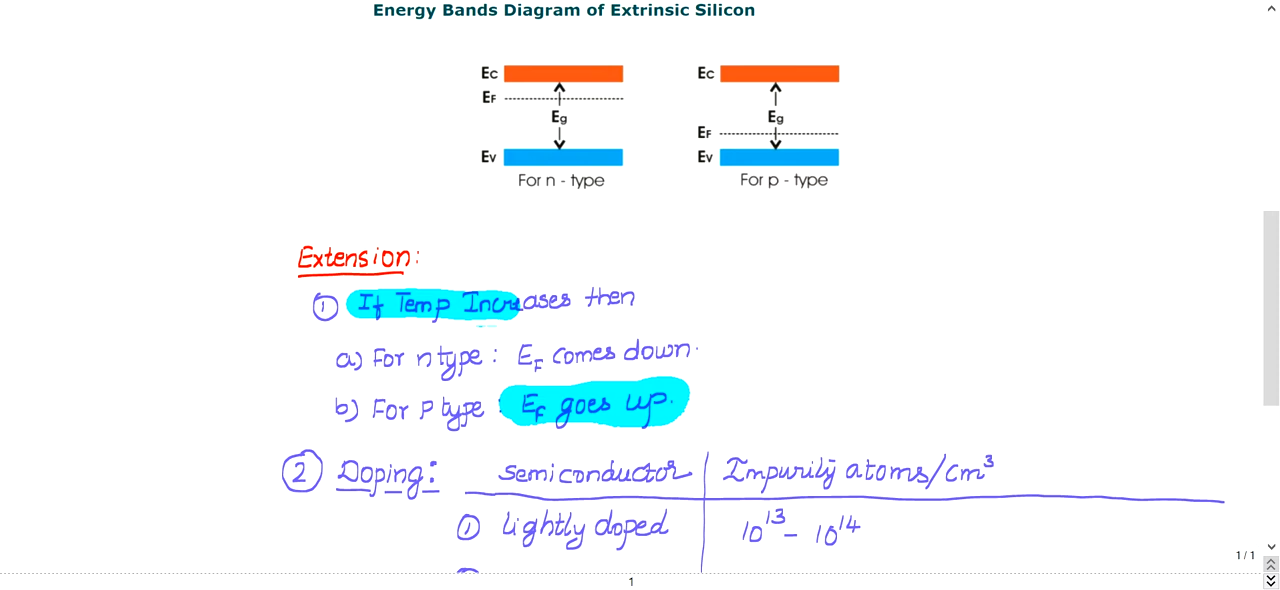 Energy Bands Diagram of Extrinsic Silicon
Ec Ec
EF
Eg Eg
EF
Ev Ev
For n - type For p - type
Extension:
① If Temp Increases then
a) For n type : EF comes down.
b) For P type : EF goes up.
② Doping: semiconductor Impurity atoms/cm³
① lightly doped 10¹³ - 10¹⁴
1 / 1
1